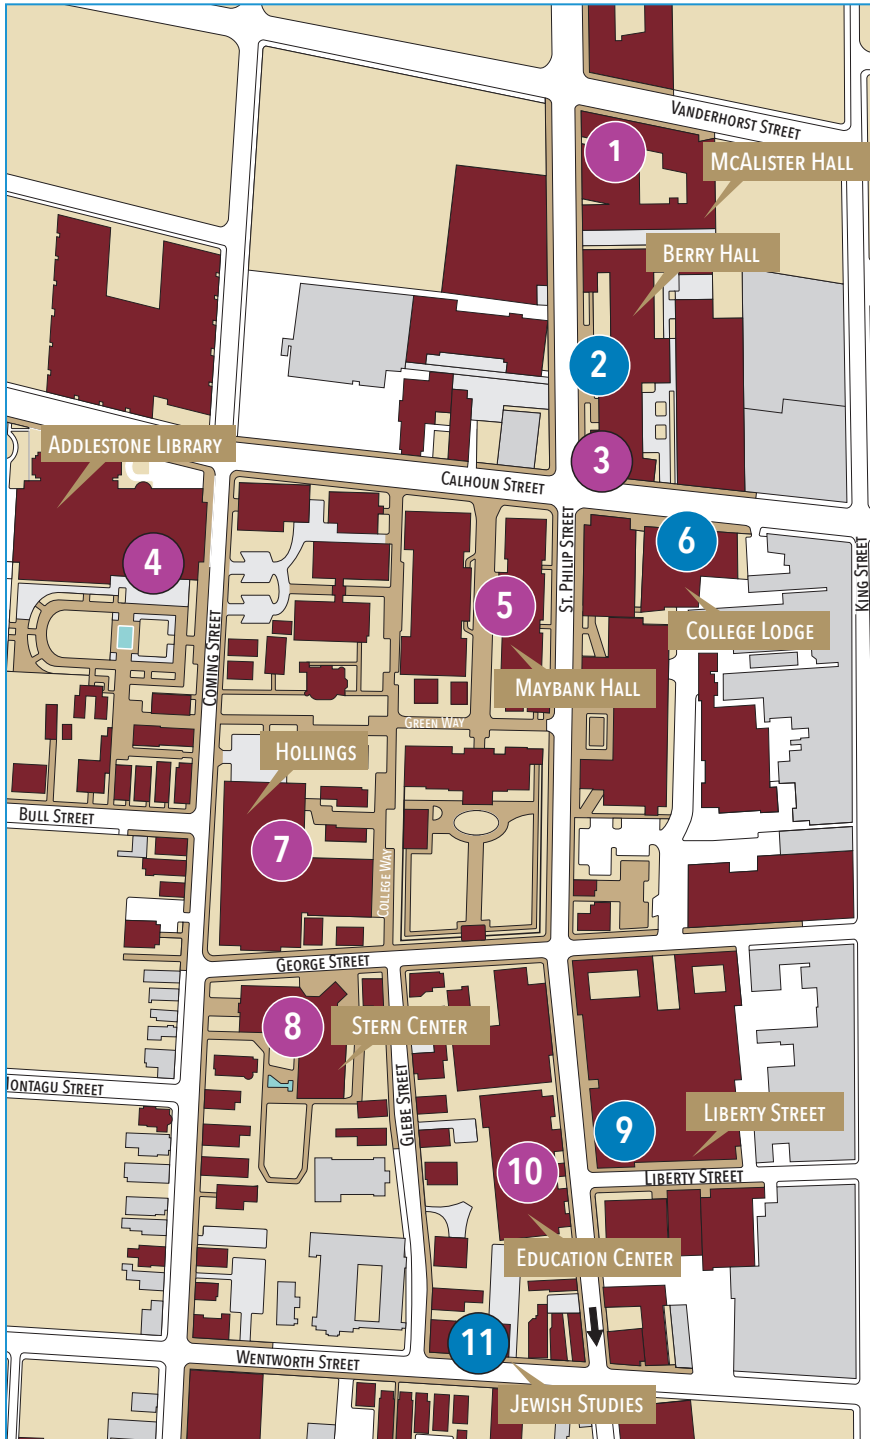 Vanderhorst Street
1
McAlister Hall
Berry Hall
2
Addlestone Library
3
Calhoun Street
4
Coming Street
5
St. Philip Street
6
King Street
College Lodge
Maybank Hall
Green Way
Hollings
Bull Street
7
College Way
George Street
8
Stern Center
Glebe Street
9
Liberty Street
10
Liberty Street
Education Center
11
Wentworth Street
Jewish Studies